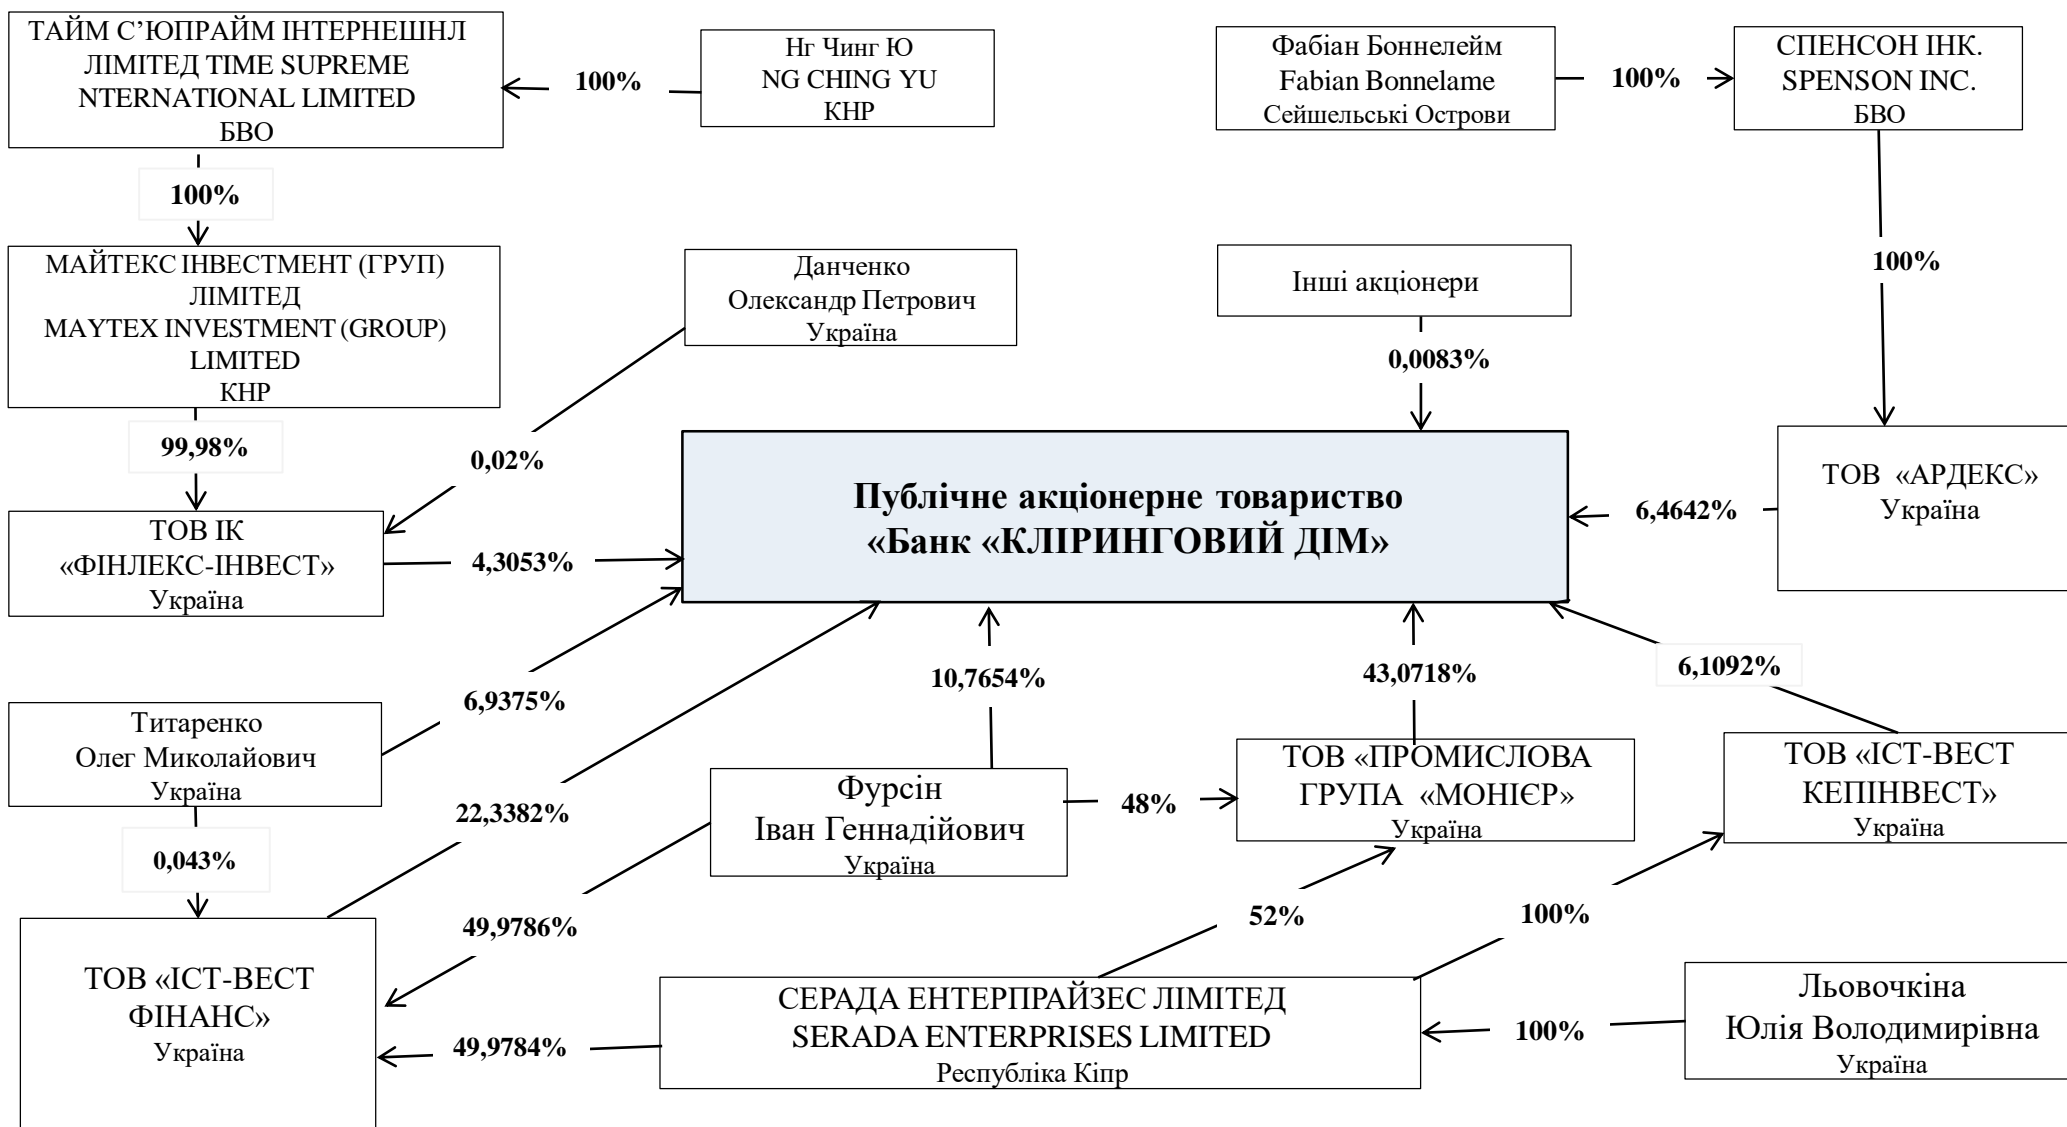 ТАЙМ С’ЮПРАЙМ ІНТЕРНЕШНЛ
ЛІМІТЕД TIME SUPREME
NTERNATIONAL LIMITED
БВО
100%
Нг Чинг Ю
NG CHING YU
КНР
Фабіан Боннелейм
Fabian Bonnelame
Сейшельські Острови
100%
СПЕНСОН ІНК.
SPENSON INC.
БВО
100%
100%
МАЙТЕКС ІНВЕСТМЕНТ (ГРУП)
ЛІМІТЕД
MAYTEX INVESTMENT (GROUP)
LIMITED
КНР
Данченко
Олександр Петрович
Україна
Інші акціонери
0,0083%
99,98%
0,02%
ТОВ ІК
«ФІНЛЕКС-ІНВЕСТ»
Україна
4,3053%
Публічне акціонерне товариство
«Банк «КЛІРИНГОВИЙ ДІМ»
6,4642%
ТОВ «АРДЕКС»
Україна
6,9375%
10,7654%
43,0718%
6,1092%
Титаренко
Олег Миколайович
Україна
22,3382%
Фурсін
Іван Геннадійович
Україна
48%
ТОВ «ПРОМИСЛОВА
ГРУПА «МОНІЄР»
Україна
ТОВ «ІСТ-ВЕСТ
КЕПІНВЕСТ»
Україна
0,043%
49,9786%
52%
100%
ТОВ «ІСТ-ВЕСТ
ФІНАНС»
Україна
49,9784%
СЕРАДА ЕНТЕРПРАЙЗЕС ЛІМІТЕД
SERADA ENTERPRISES LIMITED
Республіка Кіпр
100%
Льовочкіна
Юлія Володимирівна
Україна